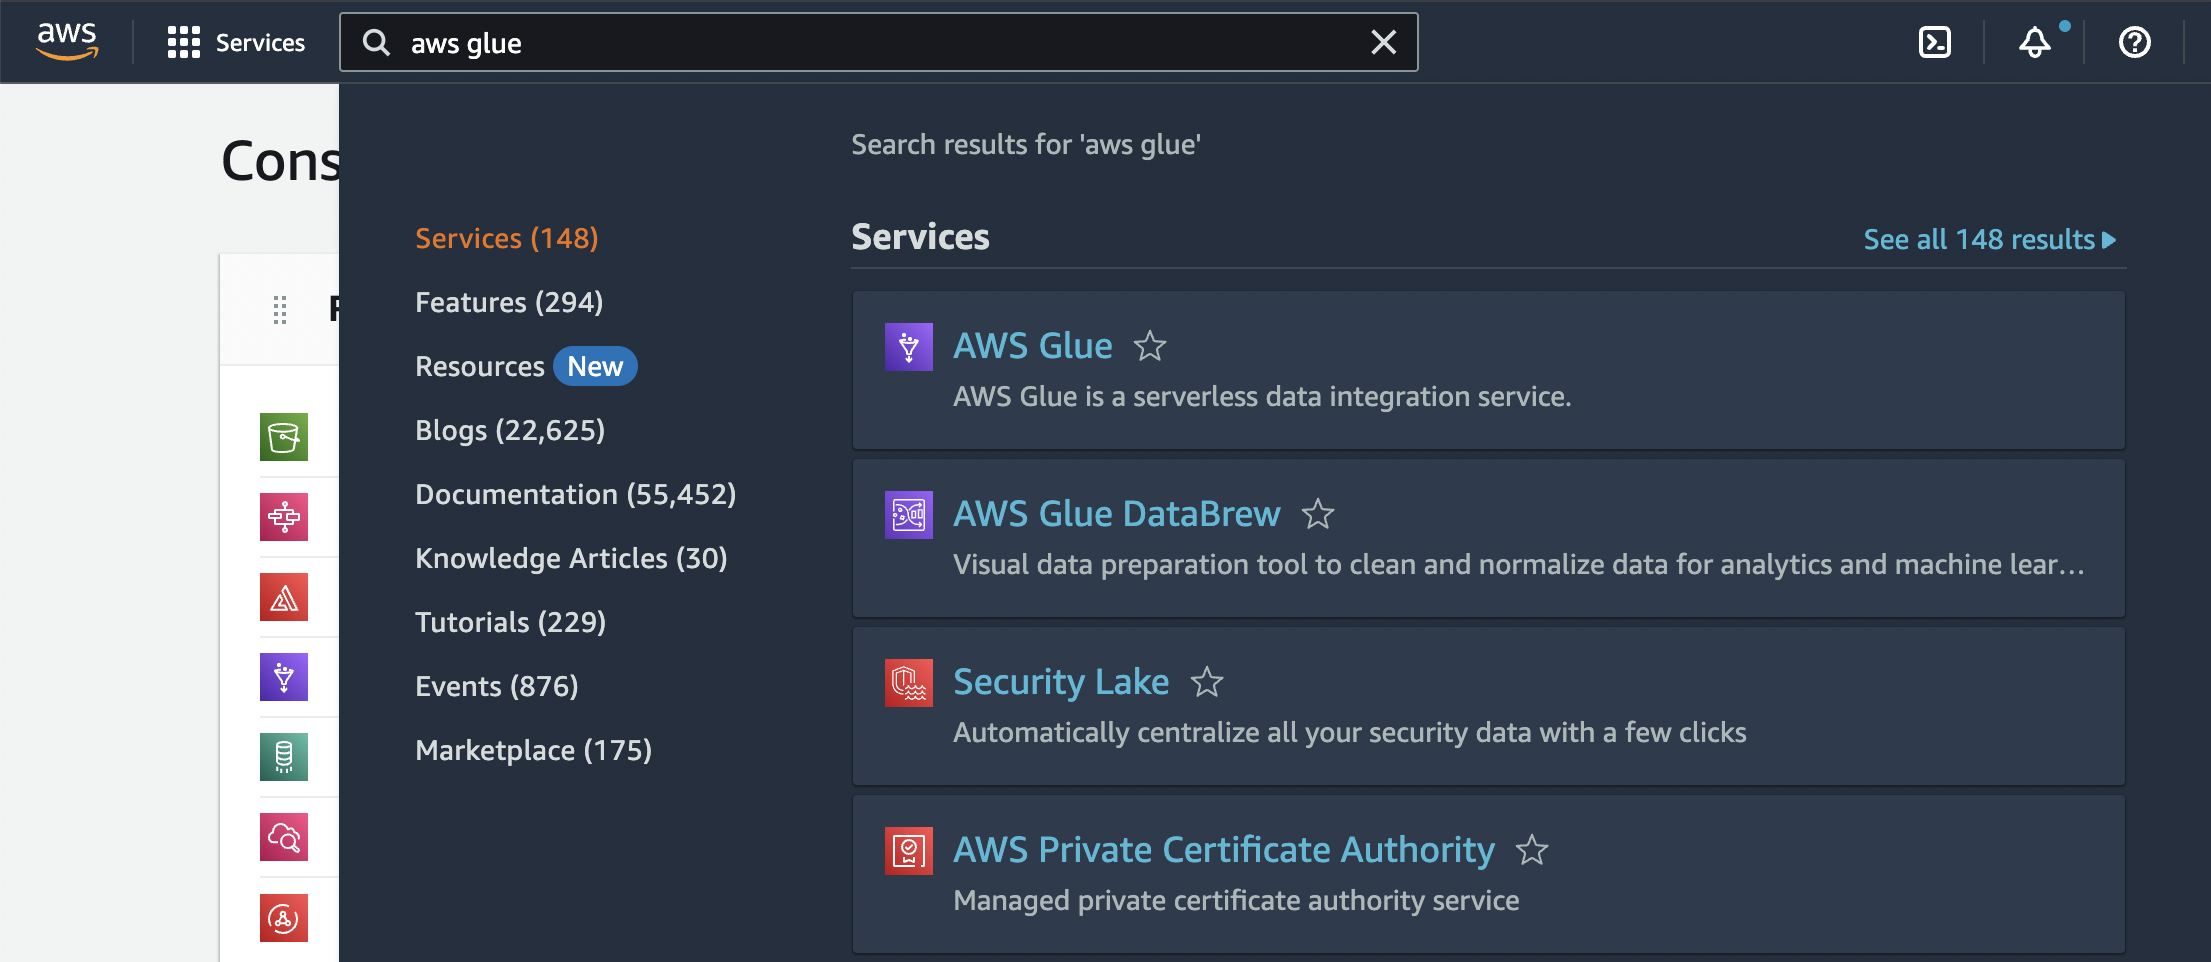 aws
Services
aws glue
Cons
Search results for 'aws glue'
Services (148)
Features (294)
Resources New
Blogs (22,625)
Documentation (55,452)
Knowledge Articles (30)
Tutorials (229)
Events (876)
Marketplace (175)
Services
See all 148 results
AWS Glue
AWS Glue is a serverless data integration service.
AWS Glue DataBrew
Visual data preparation tool to clean and normalize data for analytics and machine lear...
Security Lake
Automatically centralize all your security data with a few clicks
AWS Private Certificate Authority
Managed private certificate authority service